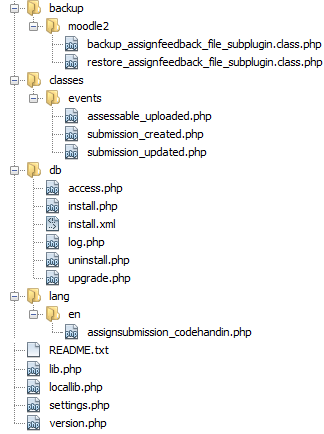 backup
moodle2
backup_assignfeedback_file_subplugin.class.php
restore_assignfeedback_file_subplugin.class.php
classes
events
assessable_uploaded.php
submission_created.php
submission_updated.php
db
access.php
install.php
install.xml
log.php
uninstall.php
upgrade.php
lang
en
assignsubmission_codehandin.php
README.txt
lib.php
locallib.php
settings.php
version.php